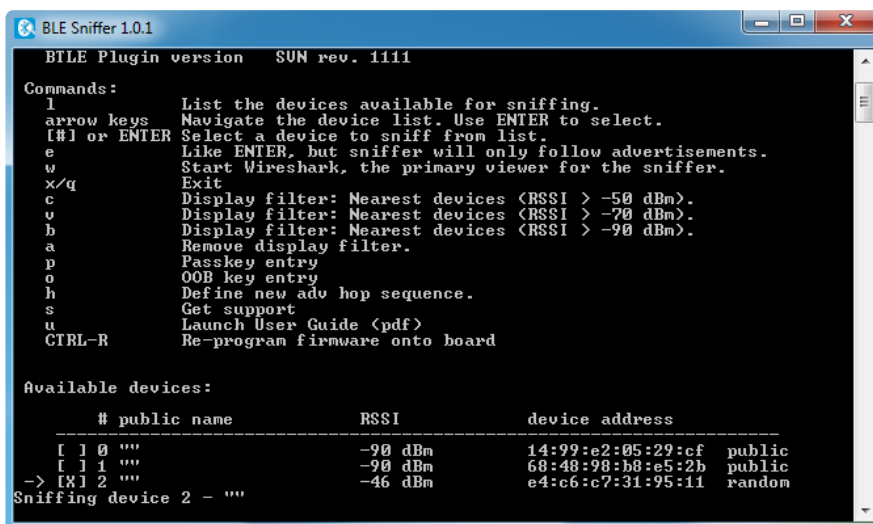 BLE Sniffer 1.0.1
BTLE Plugin version SVN rev. 1111
Commands:
l List the devices available for sniffing.
arrow keys Navigate the device list. Use ENTER to select.
[#] or ENTER Select a device to sniff from list.
e Like ENTER, but sniffer will only follow advertisements.
w Start Wireshark, the primary viewer for the sniffer.
x/q Exit
c Display filter: Nearest devices (RSSI > -50 dBm).
v Display filter: Nearest devices (RSSI > -70 dBm).
b Display filter: Nearest devices (RSSI > -90 dBm).
a Remove display filter.
p Passkey entry
o OOB key entry
h Define new adv hop sequence.
s Get support
u Launch User Guide (pdf)
CTRL-R Re-program firmware onto board
Available devices:
# public name RSSI device address
[ ] 0 "" -90 dBm 14:99:e2:05:29:cf public
[ ] 1 "" -90 dBm 68:48:98:b8:e5:2b public
-> [X] 2 "" -46 dBm e4:c6:c7:31:95:11 random
Sniffing device 2 - ""